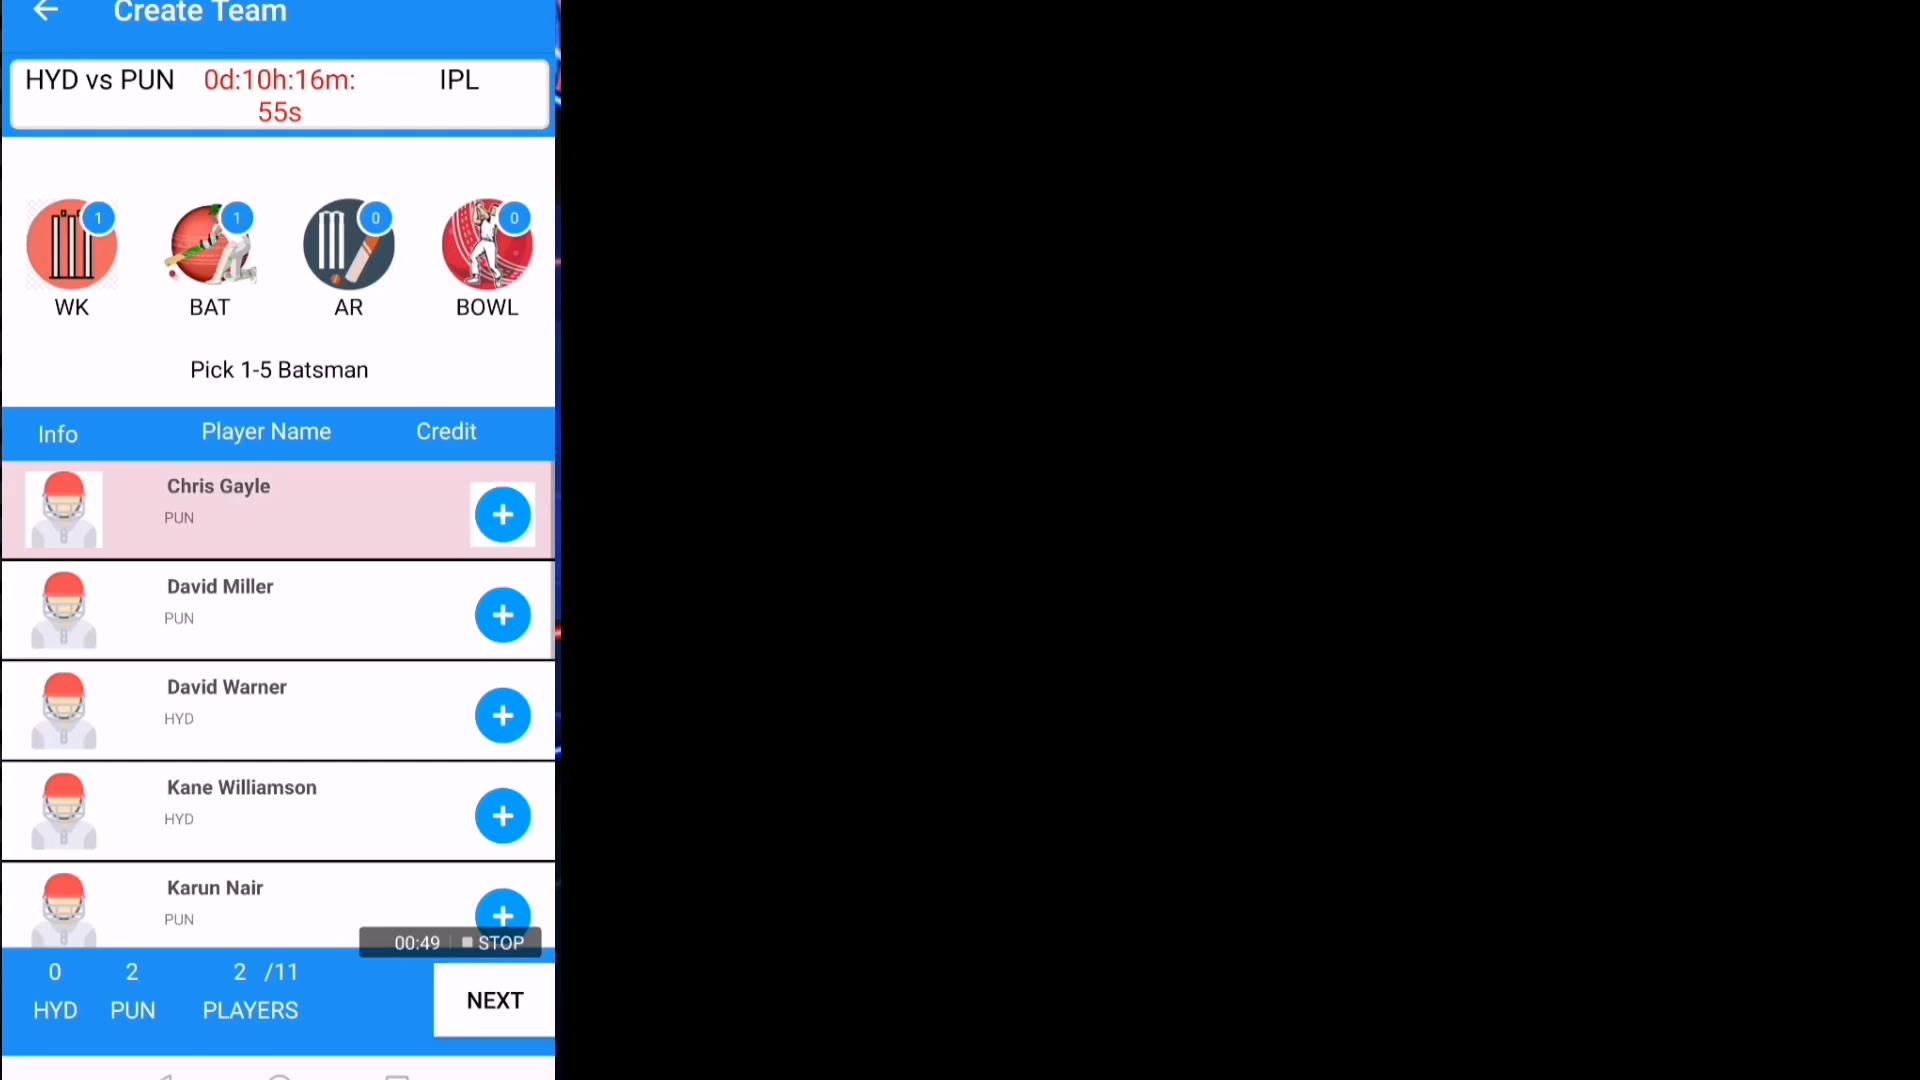 Create Team
HYD vs PUN 0d:10h:16m:55s IPL
1 1 0 0
WK BAT AR BOWL
Pick 1-5 Batsman
Info Player Name Credit
Chris Gayle
PUN
David Miller
PUN
David Warner
HYD
Kane Williamson
HYD
Karun Nair
PUN
00:49 STOP
0 2 2 /11
HYD PUN PLAYERS
NEXT